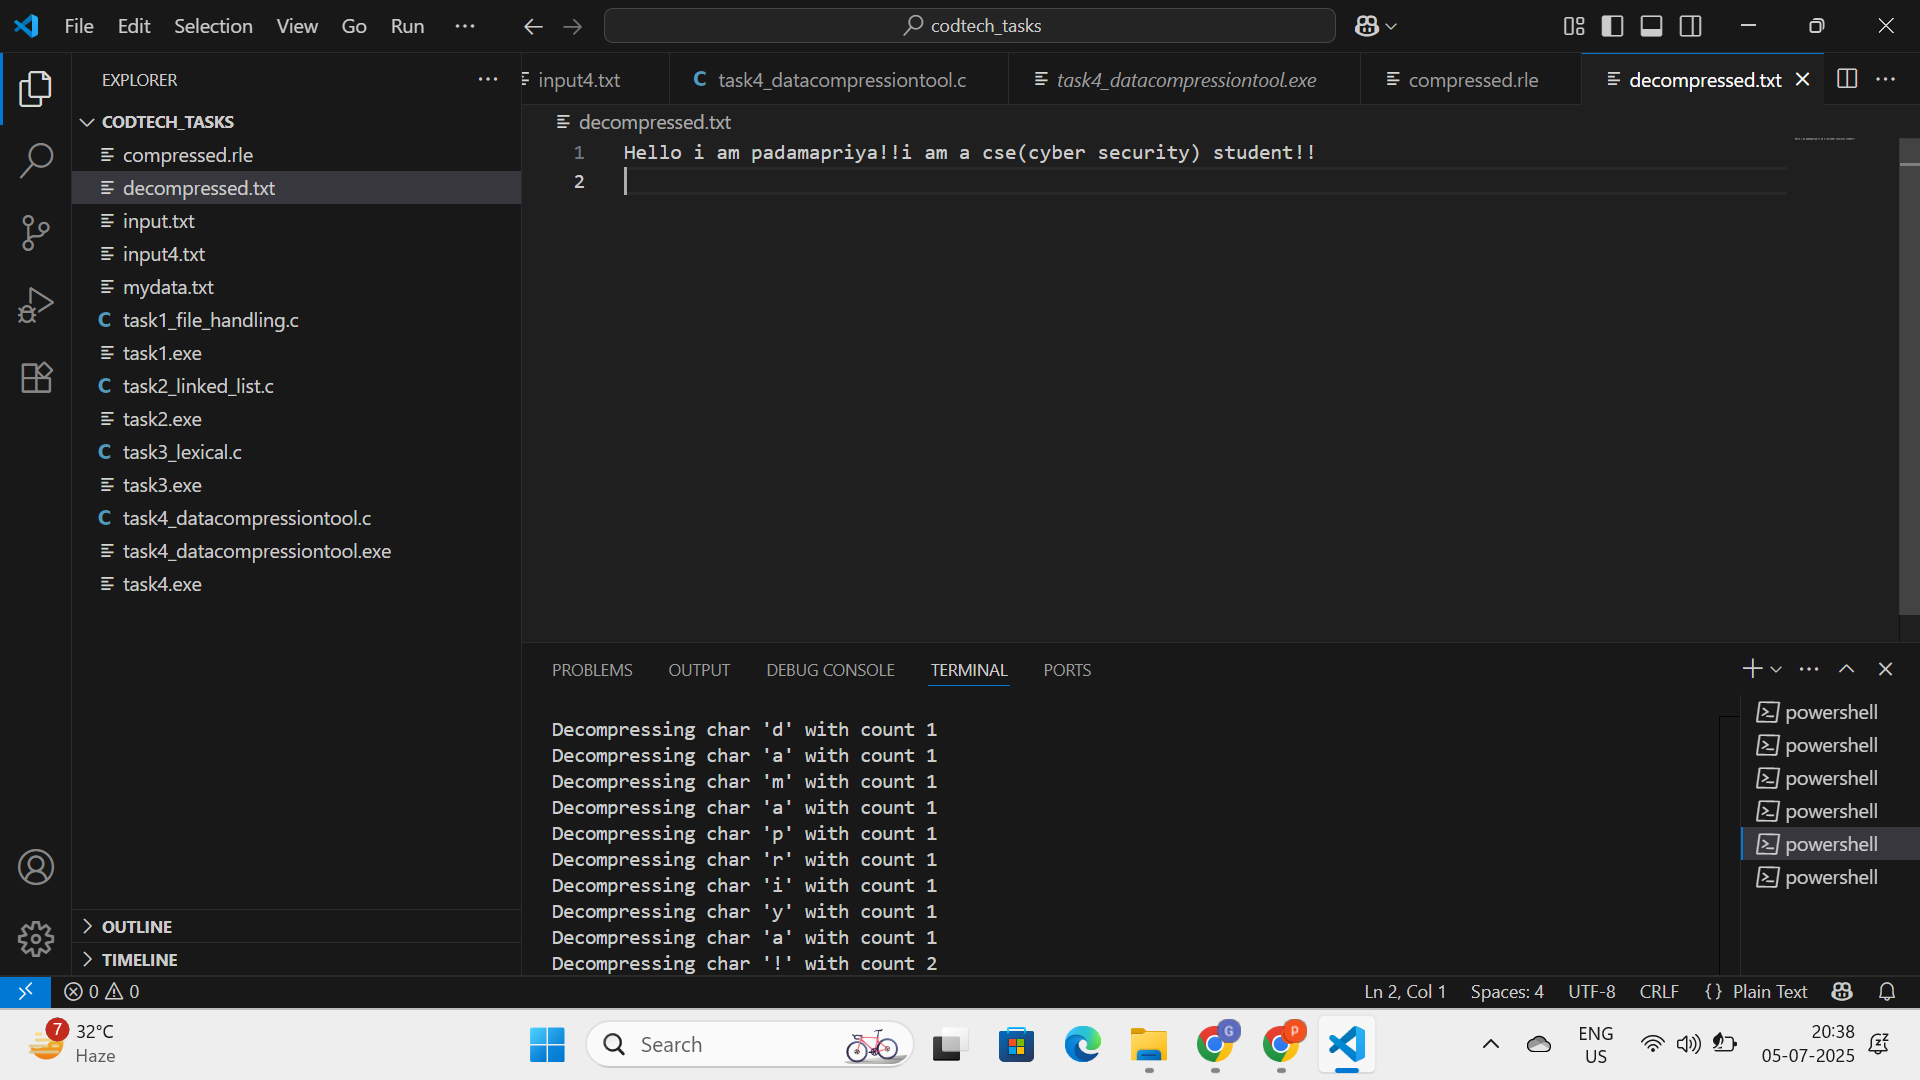 File Edit Selection View Go Run ···
codtech_tasks
EXPLORER
input4.txt
task4_datacompressiontool.c
task4_datacompressiontool.exe
compressed.rle
decompressed.txt
CODTECH_TASKS
compressed.rle
decompressed.txt
input.txt
input4.txt
mydata.txt
task1_file_handling.c
task1.exe
task2_linked_list.c
task2.exe
task3_lexical.c
task3.exe
task4_datacompressiontool.c
task4_datacompressiontool.exe
task4.exe
OUTLINE
TIMELINE
decompressed.txt
1 Hello i am padamapriya!!i am a cse(cyber security) student!!
2
PROBLEMS OUTPUT DEBUG CONSOLE TERMINAL PORTS
Decompressing char 'd' with count 1
Decompressing char 'a' with count 1
Decompressing char 'm' with count 1
Decompressing char 'a' with count 1
Decompressing char 'p' with count 1
Decompressing char 'r' with count 1
Decompressing char 'i' with count 1
Decompressing char 'y' with count 1
Decompressing char 'a' with count 1
Decompressing char '!' with count 2
powershell
powershell
powershell
powershell
powershell
powershell
0 0
Ln 2, Col 1 Spaces: 4 UTF-8 CRLF {} Plain Text
7
32°C
Haze
Search
G
P
ENG
US
20:38
05-07-2025